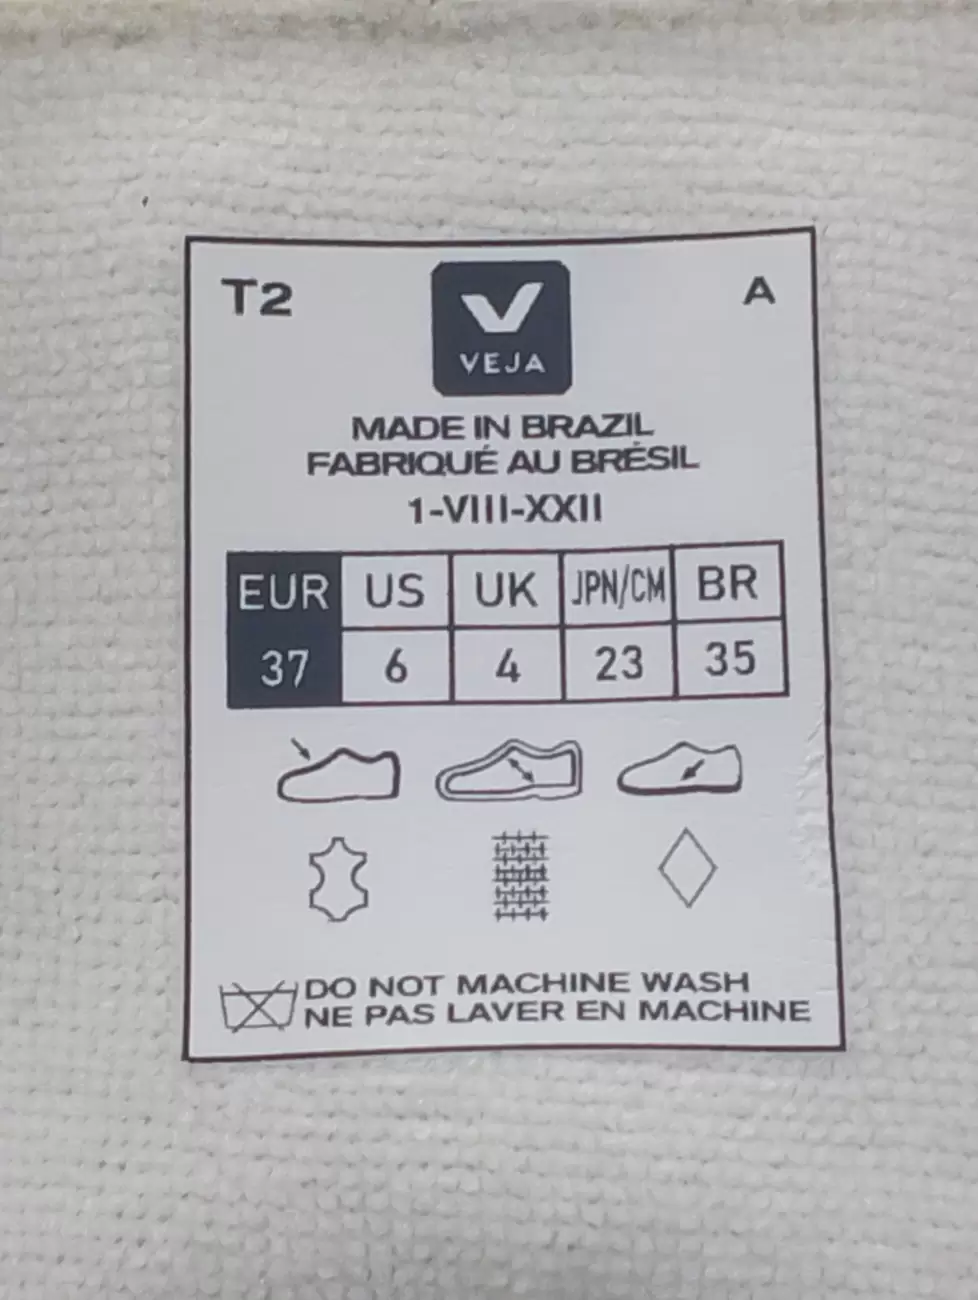 T2
A
VEJA
MADE IN BRAZIL
FABRIQUÉ AU BRÉSIL
1-VIII-XXII
EUR US UK JPN/CM BR
37 6 4 23 35
DO NOT MACHINE WASH
NE PAS LAVER EN MACHINE